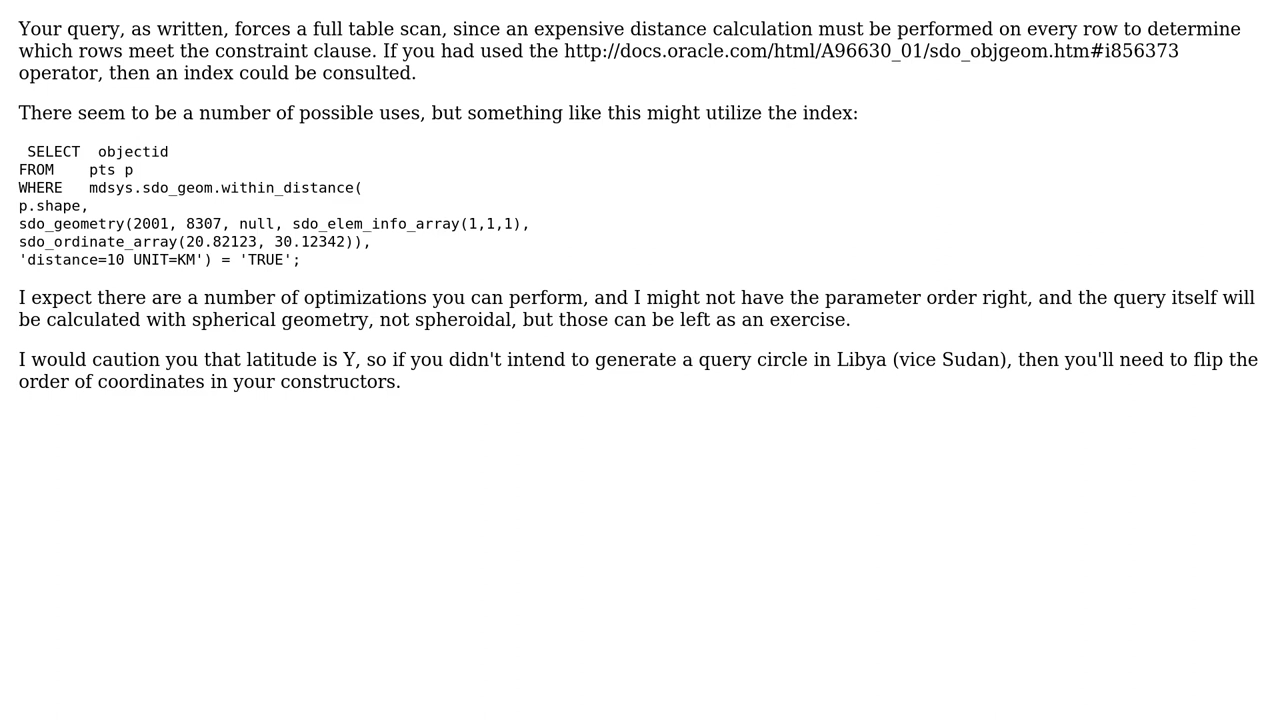 Your query, as written, forces a full table scan, since an expensive distance calculation must be performed on every row to determine
which rows meet the constraint clause. If you had used the http://docs.oracle.com/html/A96630_01/sdo_objgeom.htm#i856373
operator, then an index could be consulted.
There seem to be a number of possible uses, but something like this might utilize the index:
SELECT  objectid
FROM    pts p
WHERE   mdsys.sdo_geom.within_distance(
p.shape,
sdo_geometry(2001, 8307, null, sdo_elem_info_array(1,1,1),
sdo_ordinate_array(20.82123, 30.12342)),
'distance=10 UNIT=KM') = 'TRUE';
I expect there are a number of optimizations you can perform, and I might not have the parameter order right, and the query itself will
be calculated with spherical geometry, not spheroidal, but those can be left as an exercise.
I would caution you that latitude is Y, so if you didn't intend to generate a query circle in Libya (vice Sudan), then you'll need to flip the
order of coordinates in your constructors.